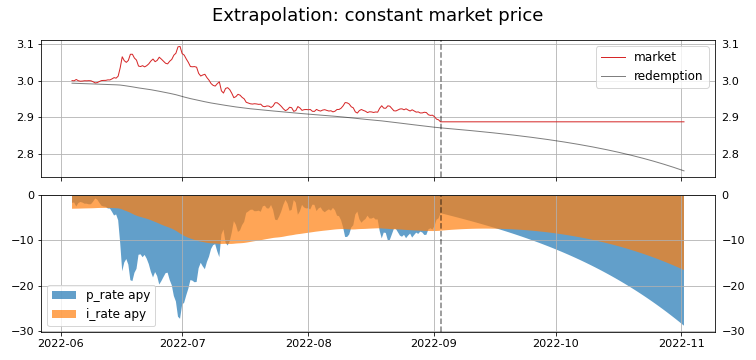 Extrapolation: constant market price
3.1 3.1
market
redemption
3.0 3.0
2.9 2.9
2.8 2.8
0 0
−10 −10
−20 −20
p_rate apy
i_rate apy
−30 −30
2022-06 2022-07 2022-08 2022-09 2022-10 2022-11